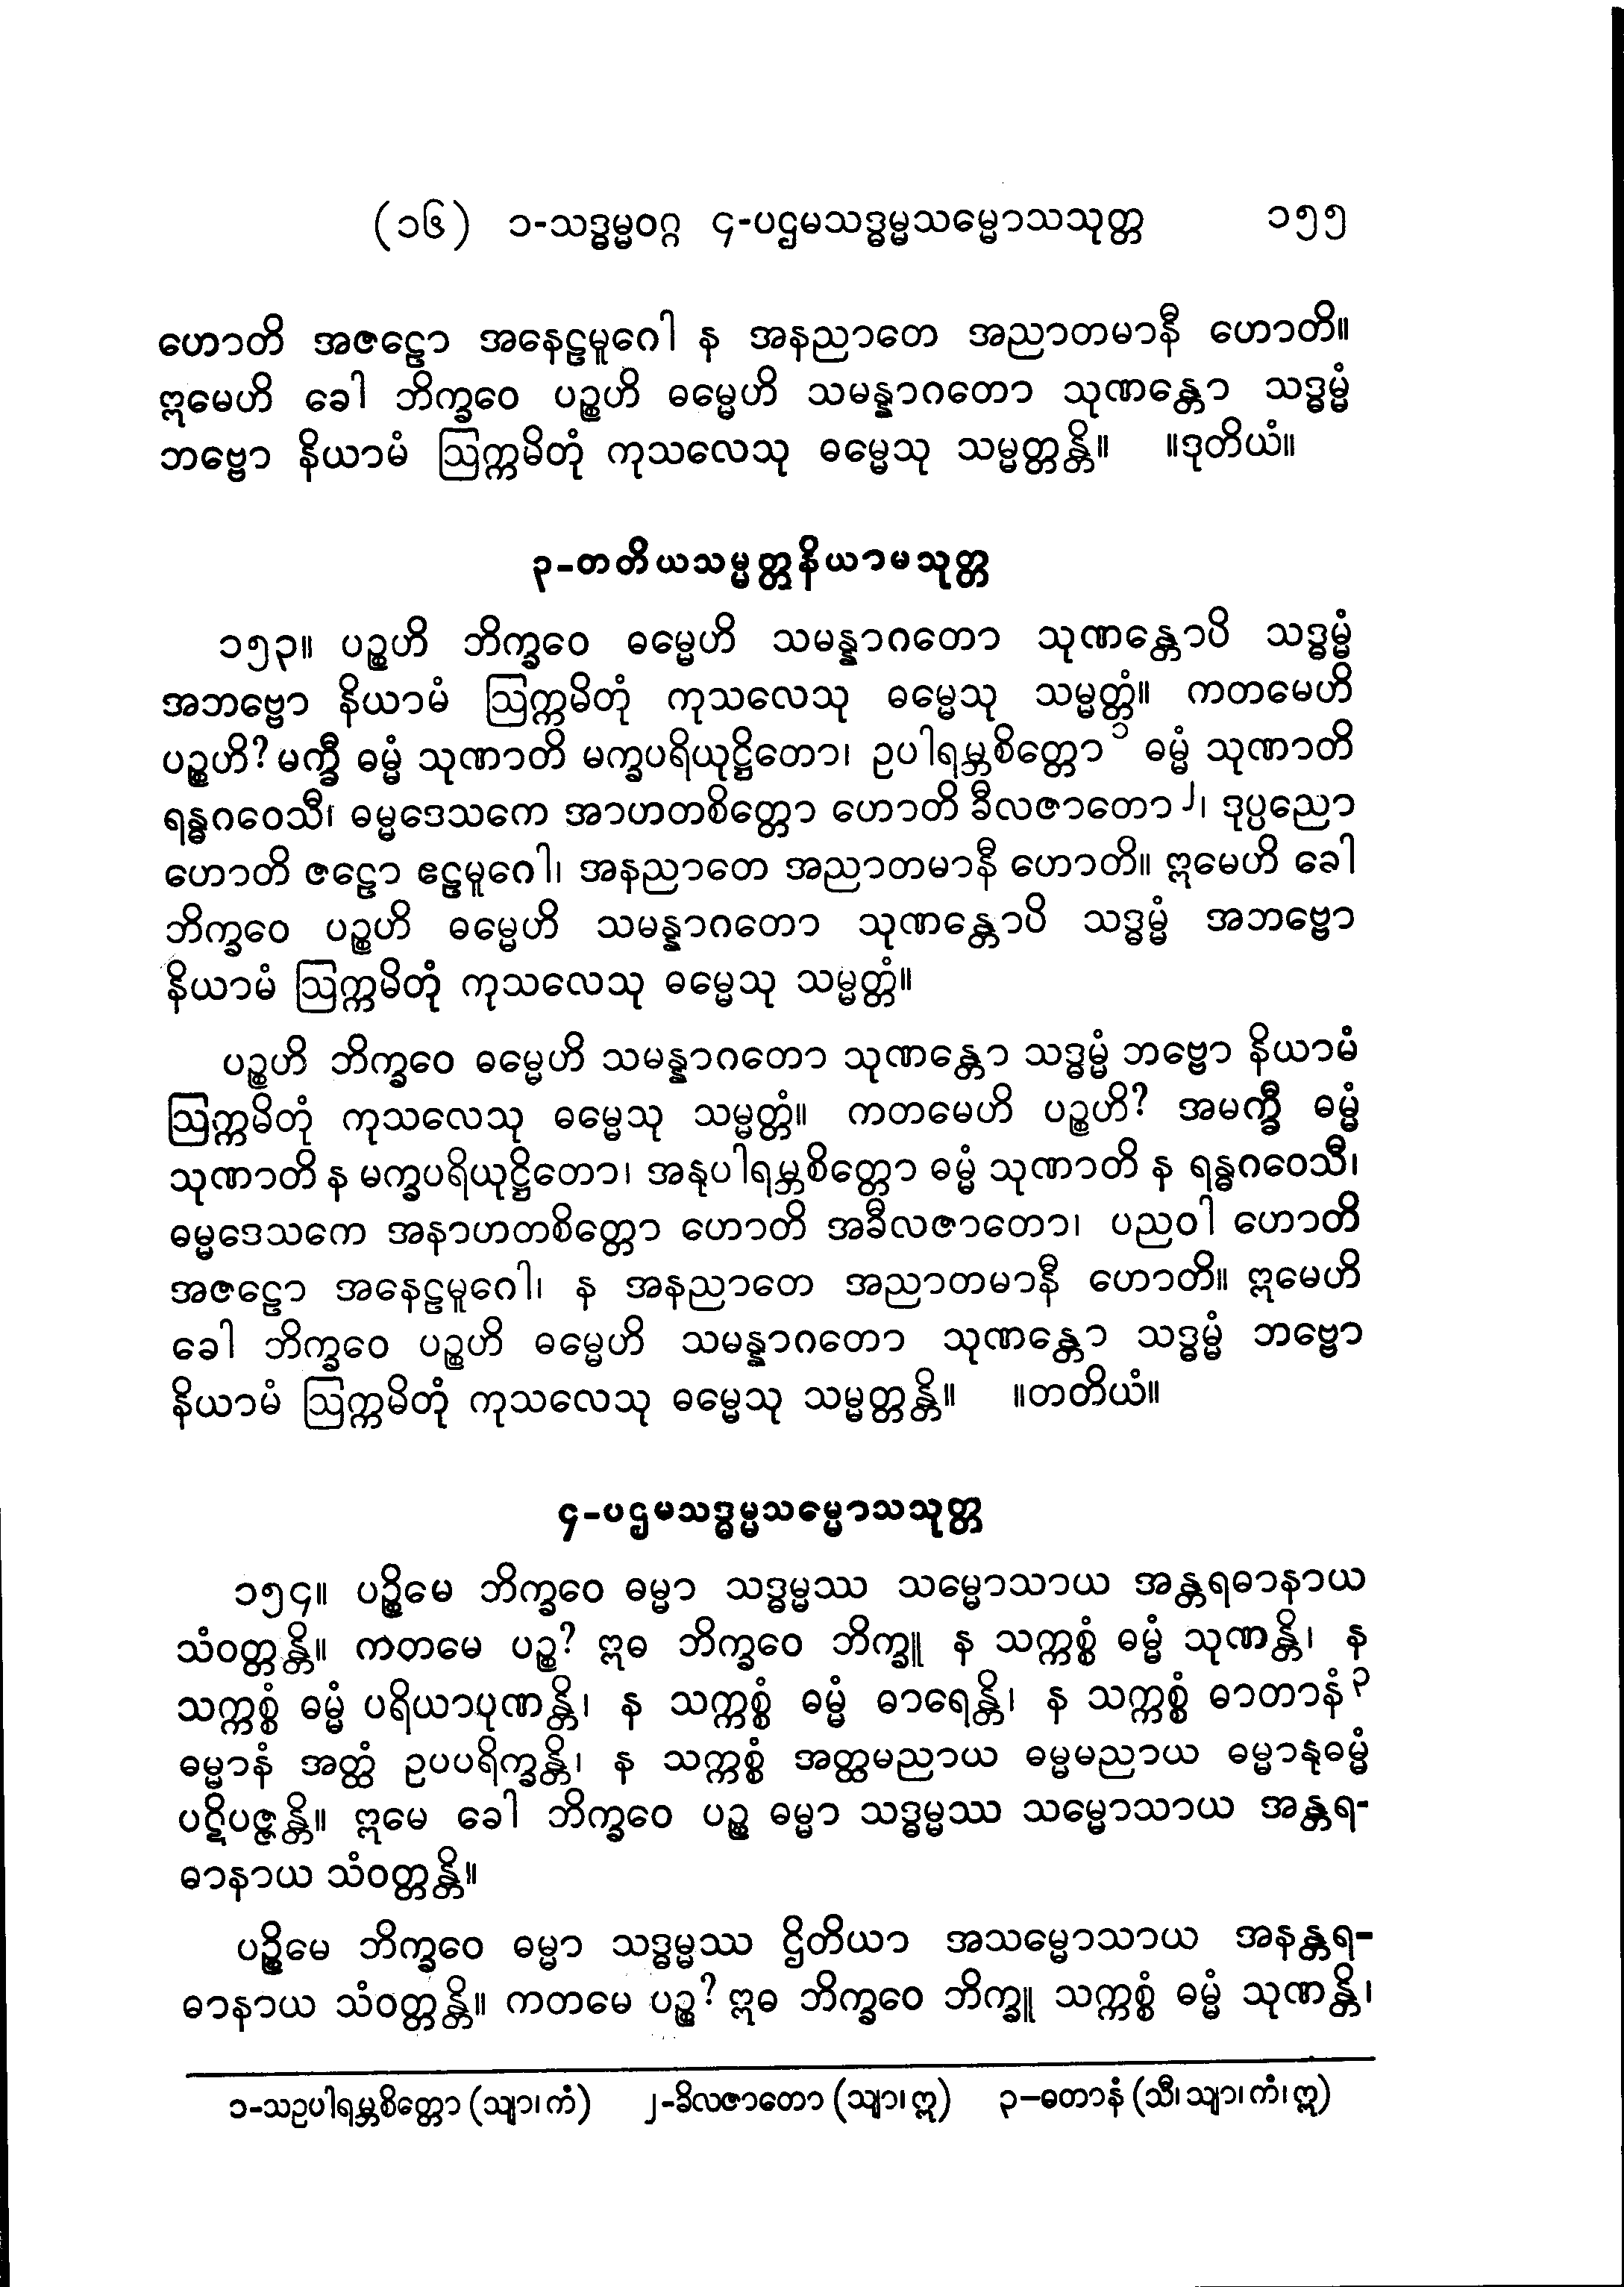 (၁၆) ၁-သဒ္ဓမ္မဝဂ္ဂ ၄-ပဌမသဒ္ဓမ္မသမ္မောသသုတ္တ ၁၅၅
ဟောတိ အဇဠော အနေဠမူဂေါ န အနညာတေ အညာတမာနီ ဟောတိ။
ဣမေဟိ ခေါ ဘိက္ခဝေ ပဉ္စဟိ ဓမ္မေဟိ သမန္နာဂတော သုဏန္တော သဒ္ဓမ္မံ
ဘဗ္ဗော နိယာမံ ဩက္ကမိတုံ ကုသလေသု ဓမ္မေသု သမ္မတ္တန္တိ။ ။ဒုတိယံ။
၃-တတိယသမ္မတ္တနိယာမသုတ္တ
၁၅၃။ ပဉ္စဟိ ဘိက္ခဝေ ဓမ္မေဟိ သမန္နာဂတော သုဏန္တောပိ သဒ္ဓမ္မံ
အဘဗ္ဗော နိယာမံ ဩက္ကမိတုံ ကုသလေသု ဓမ္မေသု သမ္မတ္တံ။ ကတမေဟိ
ပဉ္စဟိ? မက္ခီ ဓမ္မံ သုဏာတိ မက္ခပရိယုဋ္ဌိတော၊ ဥပါရမ္ဘစိတ္တော ၁ ဓမ္မံ သုဏာတိ
ရန္ဓဂဝေသီ၊ ဓမ္မဒေသကေ အာဟတစိတ္တော ဟောတိ ခီလဇာတော ၂၊ ဒုပ္ပညော
ဟောတိ ဇဠော ဧဠမူဂေါ၊ အနညာတေ အညာတမာနီ ဟောတိ။ ဣမေဟိ ခေါ
ဘိက္ခဝေ ပဉ္စဟိ ဓမ္မေဟိ သမန္နာဂတော သုဏန္တောပိ သဒ္ဓမ္မံ အဘဗ္ဗော
နိယာမံ ဩက္ကမိတုံ ကုသလေသု ဓမ္မေသု သမ္မတ္တံ။
ပဉ္စဟိ ဘိက္ခဝေ ဓမ္မေဟိ သမန္နာဂတော သုဏန္တော သဒ္ဓမ္မံ ဘဗ္ဗော နိယာမံ
ဩက္ကမိတုံ ကုသလေသု ဓမ္မေသု သမ္မတ္တံ။ ကတမေဟိ ပဉ္စဟိ? အမက္ခီ ဓမ္မံ
သုဏာတိ န မက္ခပရိယုဋ္ဌိတော၊ အနုပါရမ္ဘစိတ္တော ဓမ္မံ သုဏာတိ န ရန္ဓဂဝေသီ၊
ဓမ္မဒေသကေ အနာဟတစိတ္တော ဟောတိ အခီလဇာတော၊ ပညဝါ ဟောတိ
အဇဠော အနေဠမူဂေါ၊ န အနညာတေ အညာတမာနီ ဟောတိ။ ဣမေဟိ
ခေါ ဘိက္ခဝေ ပဉ္စဟိ ဓမ္မေဟိ သမန္နာဂတော သုဏန္တော သဒ္ဓမ္မံ ဘဗ္ဗော
နိယာမံ ဩက္ကမိတုံ ကုသလေသု ဓမ္မေသု သမ္မတ္တန္တိ။ ။တတိယံ။
၄-ပဌမသဒ္ဓမ္မသမ္မောသသုတ္တ
၁၅၄။ ပဉ္စိမေ ဘိက္ခဝေ ဓမ္မာ သဒ္ဓမ္မဿ သမ္မောသာယ အန္တရဓာနာယ
သံဝတ္တန္တိ။ ကတမေ ပဉ္စ? ဣဓ ဘိက္ခဝေ ဘိက္ခူ န သက္ကစ္စံ ဓမ္မံ သုဏန္တိ၊ န
သက္ကစ္စံ ဓမ္မံ ပရိယာပုဏန္တိ၊ န သက္ကစ္စံ ဓမ္မံ ဓာရေန္တိ၊ န သက္ကစ္စံ ဓာတာနံ ၃
ဓမ္မာနံ အတ္ထံ ဥပပရိက္ခန္တိ၊ န သက္ကစ္စံ အတ္ထမညာယ ဓမ္မမညာယ ဓမ္မာနုဓမ္မံ
ပဋိပဇ္ဇန္တိ။ ဣမေ ခေါ ဘိက္ခဝေ ပဉ္စ ဓမ္မာ သဒ္ဓမ္မဿ သမ္မောသာယ အန္တရ-
ဓာနာယ သံဝတ္တန္တိ။
ပဉ္စိမေ ဘိက္ခဝေ ဓမ္မာ သဒ္ဓမ္မဿ ဌိတိယာ အသမ္မောသာယ အနန္တရ-
ဓာနာယ သံဝတ္တန္တိ။ ကတမေ ပဉ္စ? ဣဓ ဘိက္ခဝေ ဘိက္ခူ သက္ကစ္စံ ဓမ္မံ သုဏန္တိ၊
၁-သဥပါရမ္ဘစိတ္တော (သျာ၊ ကံ) ၂-ခိလဇာတော (သျာ၊ ဣ) ၃-ဓတာနံ (သီ၊ သျာ၊ ကံ၊ ဣ)